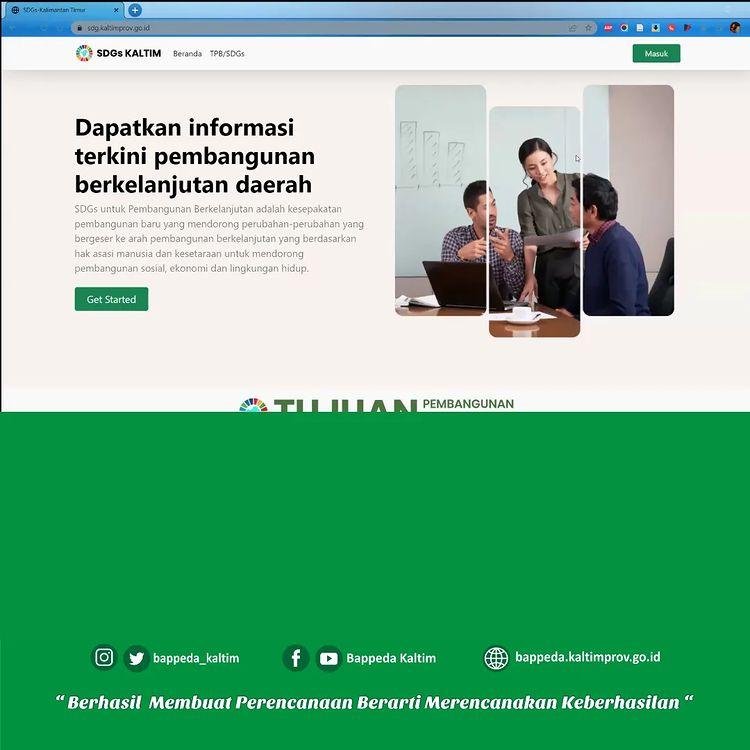 SDGs-Kalimantan Timur
sdg.kaltimprov.go.id
SDGs KALTIM Beranda TPB/SDGs Masuk
Dapatkan informasi
terkini pembangunan
berkelanjutan daerah
SDGs untuk Pembangunan Berkelanjutan adalah kesepakatan
pembangunan baru yang mendorong perubahan-perubahan yang
bergeser ke arah pembangunan berkelanjutan yang berdasarkan
hak asasi manusia dan kesetaraan untuk mendorong
pembangunan sosial, ekonomi dan lingkungan hidup.
Get Started
TUJUAN PEMBANGUNAN
bappeda_kaltim Bappeda Kaltim bappeda.kaltimprov.go.id
“ Berhasil Membuat Perencanaan Berarti Merencanakan Keberhasilan “